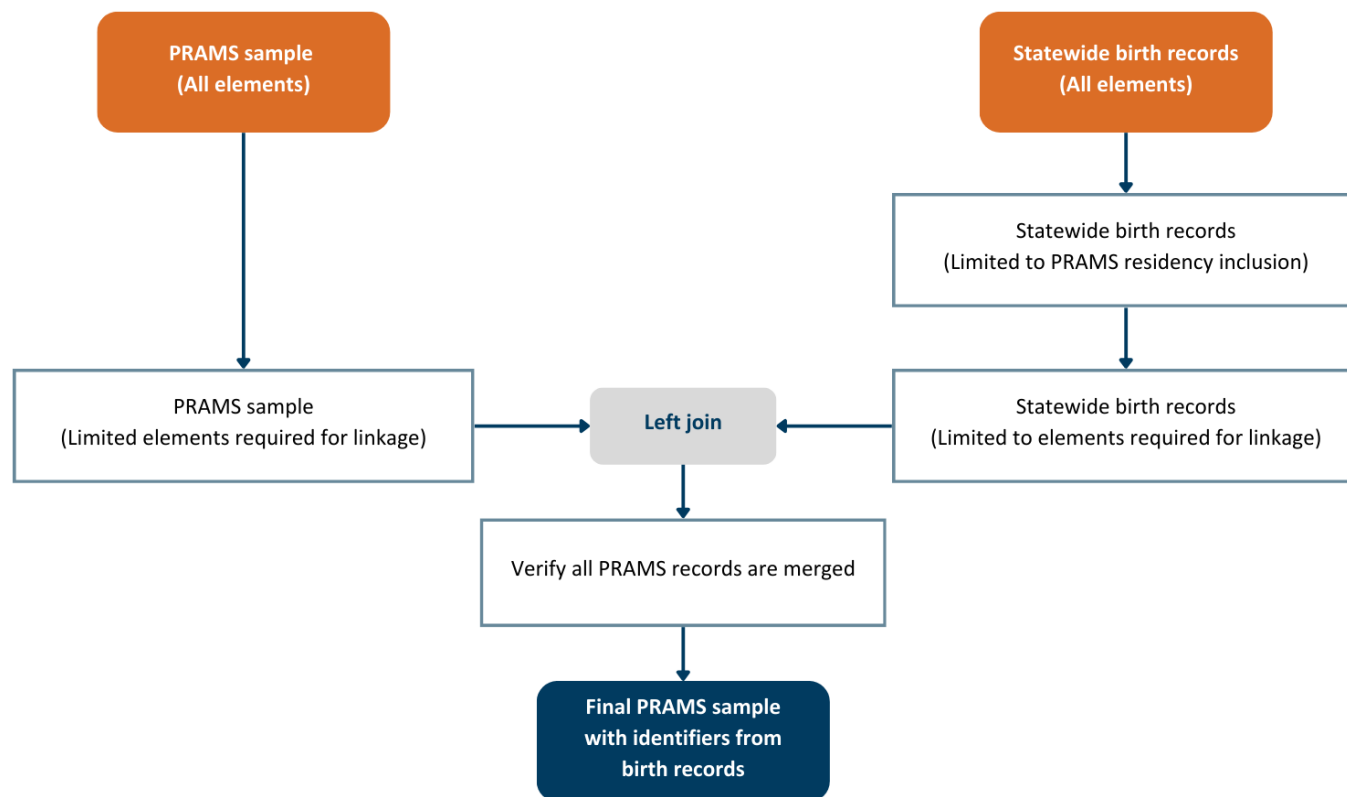 PRAMS sample
(All elements)
Statewide birth records
(All elements)
Statewide birth records
(Limited to PRAMS residency inclusion)
PRAMS sample
(Limited elements required for linkage)
Left join
Statewide birth records
(Limited to elements required for linkage)
Verify all PRAMS records are merged
Final PRAMS sample
with identifiers from
birth records